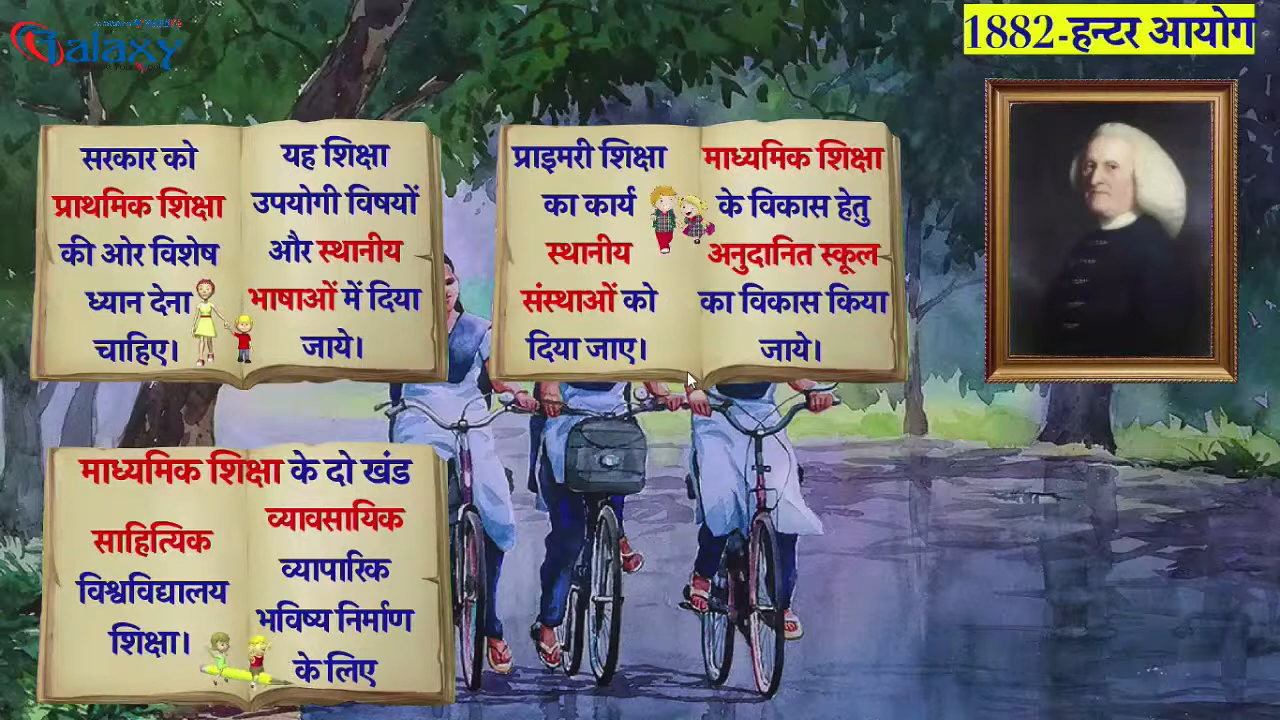 Galaxy
1882-हन्टर आयोग
सरकार को
प्राथमिक शिक्षा
की ओर विशेष
ध्यान देना
चाहिए।
यह शिक्षा
उपयोगी विषयों
और स्थानीय
भाषाओं में दिया
जाये।
प्राइमरी शिक्षा
का कार्य
स्थानीय
संस्थाओं को
दिया जाए।
माध्यमिक शिक्षा
के विकास हेतु
अनुदानित स्कूल
का विकास किया
जाये।
माध्यमिक शिक्षा के दो खंड
साहित्यिक
विश्वविद्यालय
शिक्षा।
व्यावसायिक
व्यापारिक
भविष्य निर्माण
के लिए